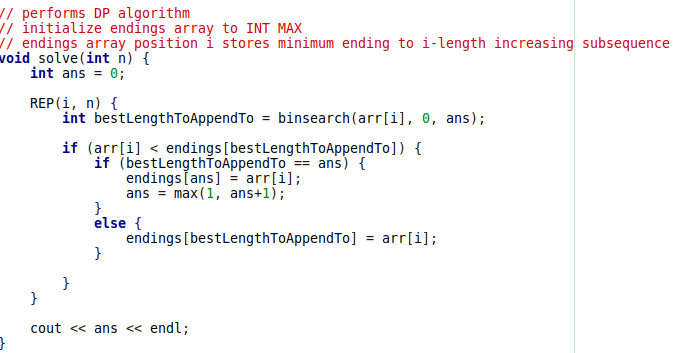 // performs DP algorithm
// initialize endings array to INT MAX
// endings array position i stores minimum ending to i-length increasing subsequence
void solve(int n) {
    int ans = 0;

    REP(i, n) {
        int bestLengthToAppendTo = binsearch(arr[i], 0, ans);

        if (arr[i] < endings[bestLengthToAppendTo]) {
            if (bestLengthToAppendTo == ans) {
                endings[ans] = arr[i];
                ans = max(1, ans+1);
            }
            else {
                endings[bestLengthToAppendTo] = arr[i];
            }

        }
    }

    cout << ans << endl;
}